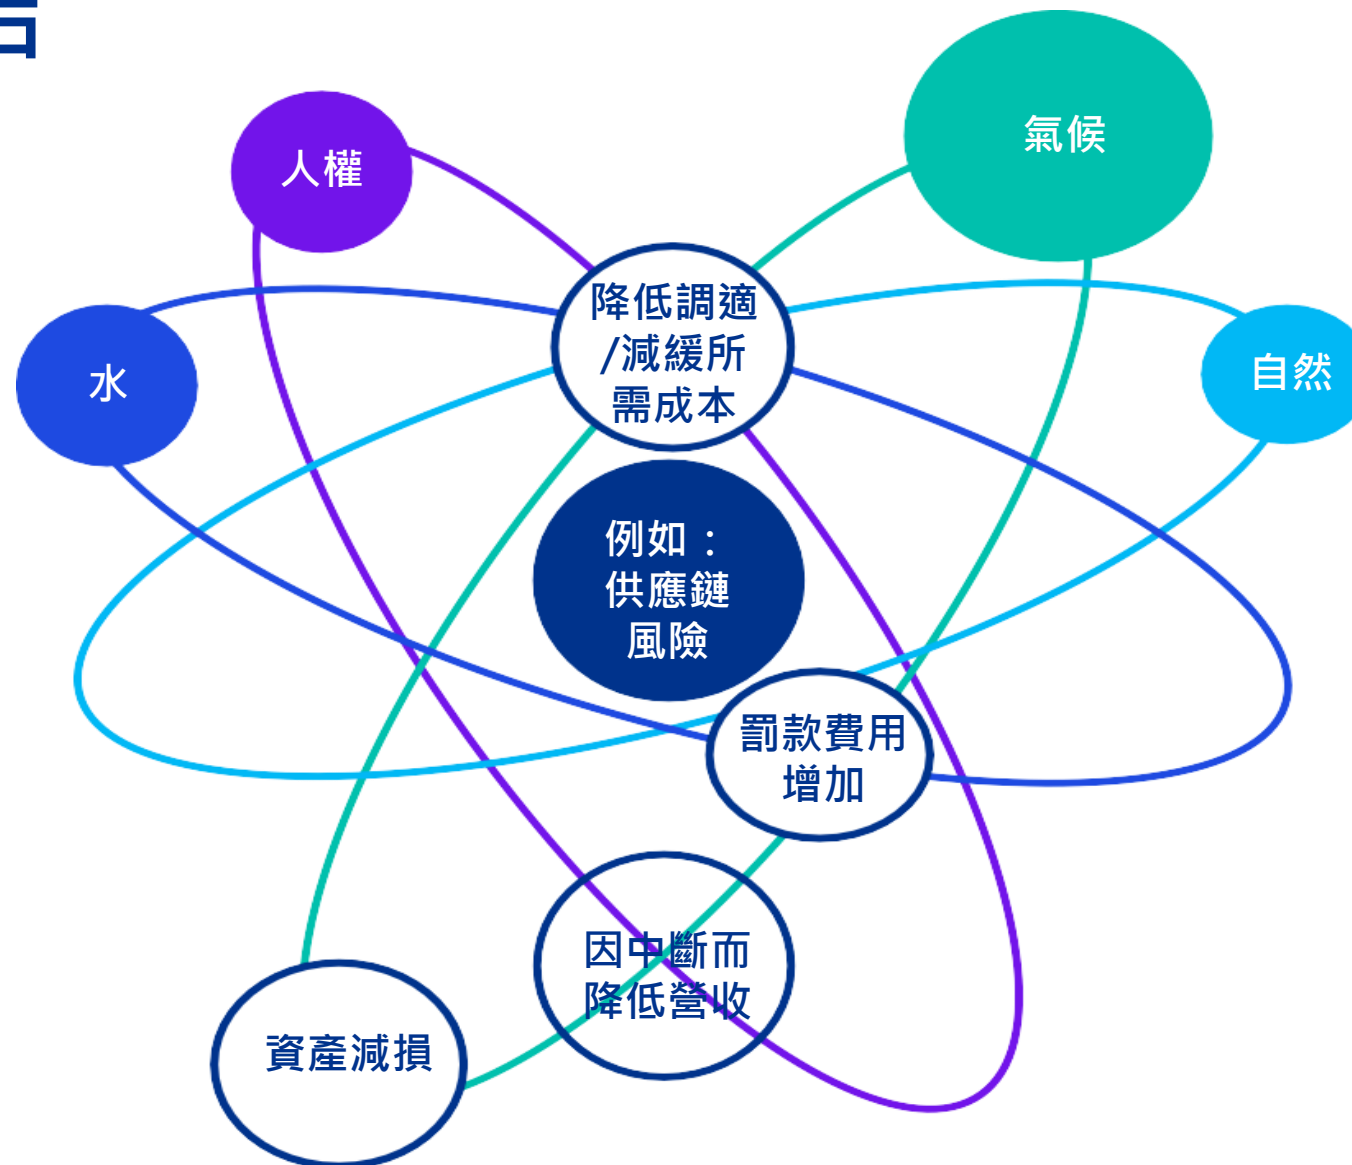 人權
氣候
水
自然
降低調適
/減緩所
需成本
例如：
供應鏈
風險
罰款費用
增加
因中斷而
降低營收
資產減損